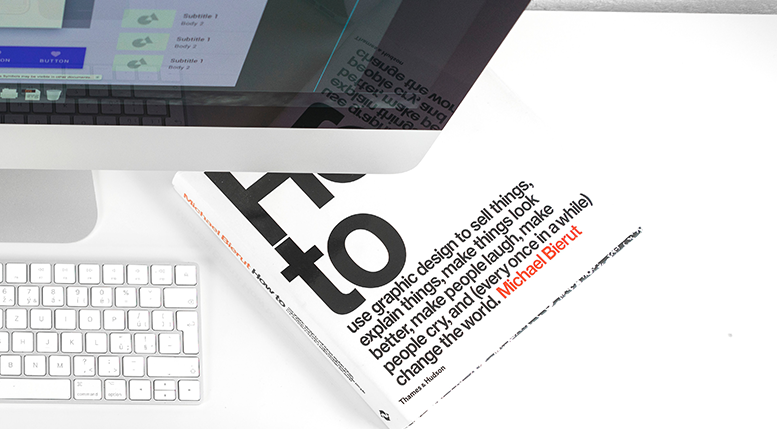 Subtitle 1
Body 2
Subtitle 1
Body 2
Subtitle 1
Body 2
BUTTON
BUTTON
How
to
use graphic design to sell things,
explain things, make things look
better, make people laugh, make
people cry, and (every once in a while)
change the world. Michael Bierut
Thames & Hudson
Michael Bierut How to